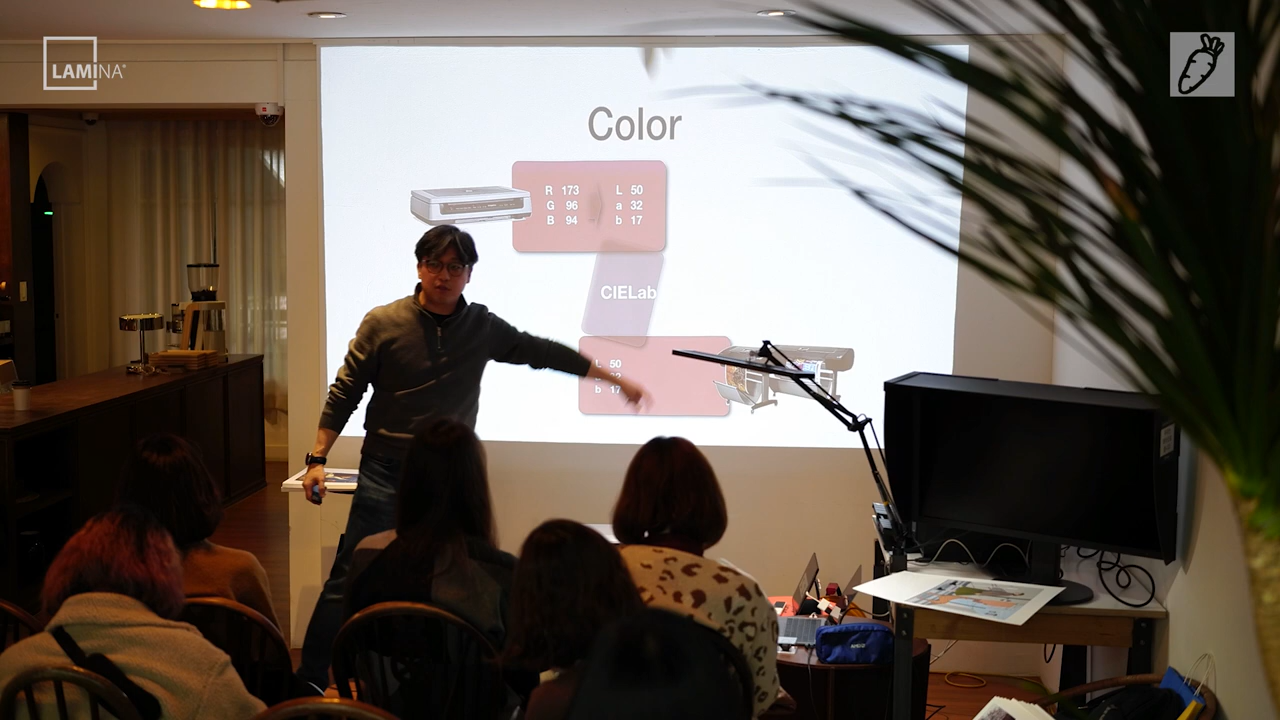 LAMINA
Color
R 173 L 50
G 96 a 32
B 94 b 17
CIELab
L 50
b 17